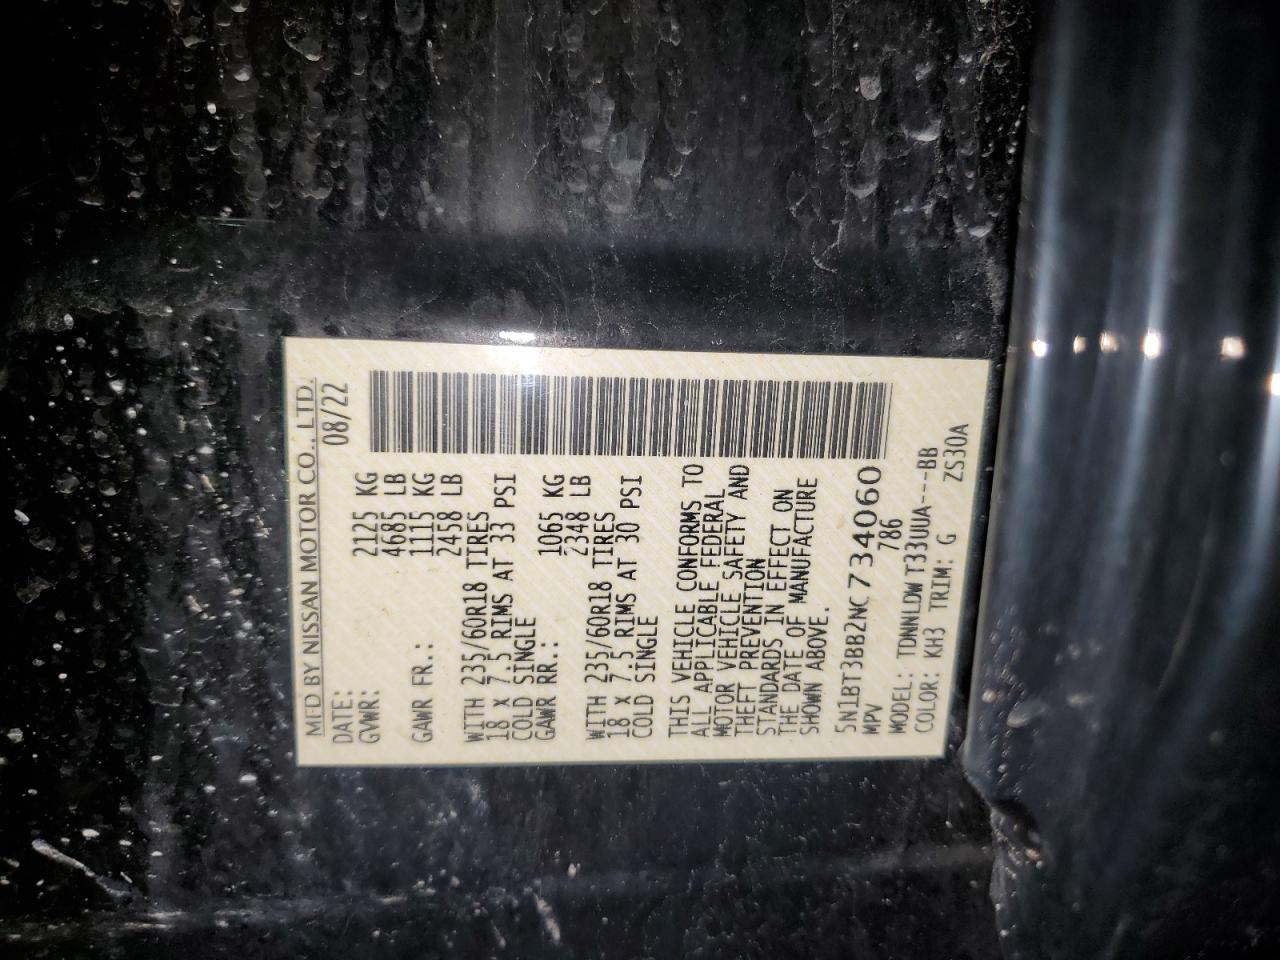 MFD BY NISSAN MOTOR CO., LTD.
DATE: 08/22
GVWR: 2125 KG
4685 LB
GAWR FR.: 1115 KG
2458 LB
WITH 235/60R18 TIRES
18 X 7.5 RIMS AT 33 PSI
COLD SINGLE
GAWR RR.: 1065 KG
2348 LB
WITH 235/60R18 TIRES
18 X 7.5 RIMS AT 30 PSI
COLD SINGLE
THIS VEHICLE CONFORMS TO
ALL APPLICABLE FEDERAL
MOTOR VEHICLE SAFETY AND
THEFT PREVENTION
STANDARDS IN EFFECT ON
THE DATE OF MANUFACTURE
SHOWN ABOVE.
5N1BT3BB2NC734060
MPV 786
MODEL: TDNNLDWT33UUA---BB
COLOR: KH3 TRIM: G
ZS30A